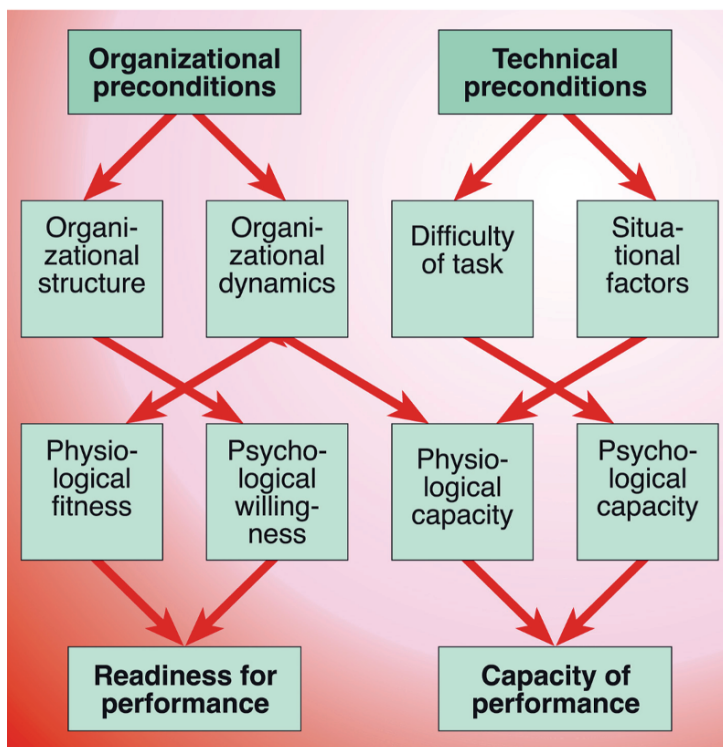 Organizational
preconditions
Technical
preconditions
Organi-
zational
structure
Organi-
zational
dynamics
Difficulty
of task
Situa-
tional
factors
Physio-
logical
fitness
Psycho-
logical
willing-
ness
Physio-
logical
capacity
Psycho-
logical
capacity
Readiness for
performance
Capacity of
performance